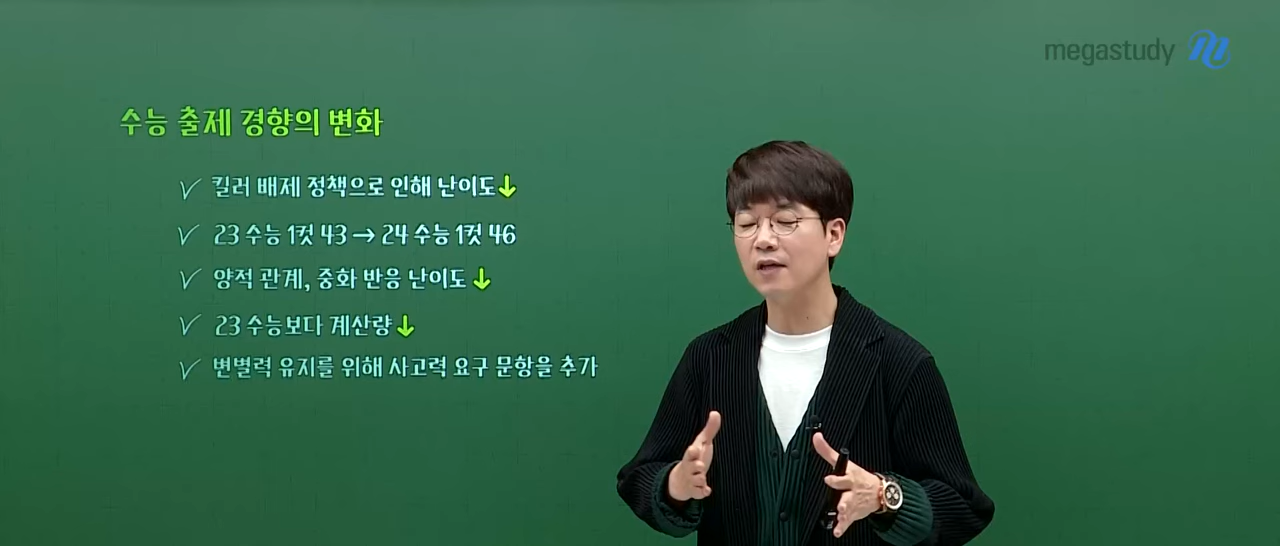 megastudy
수능 출제 경향의 변화
✓ 킬러 배제 정책으로 인해 난이도↓
✓ 23 수능 1컷 43 → 24 수능 1컷 46
✓ 양적 관계, 중화 반응 난이도 ↓
✓ 23 수능보다 계산량↓
✓ 변별력 유지를 위해 사고력 요구 문항을 추가